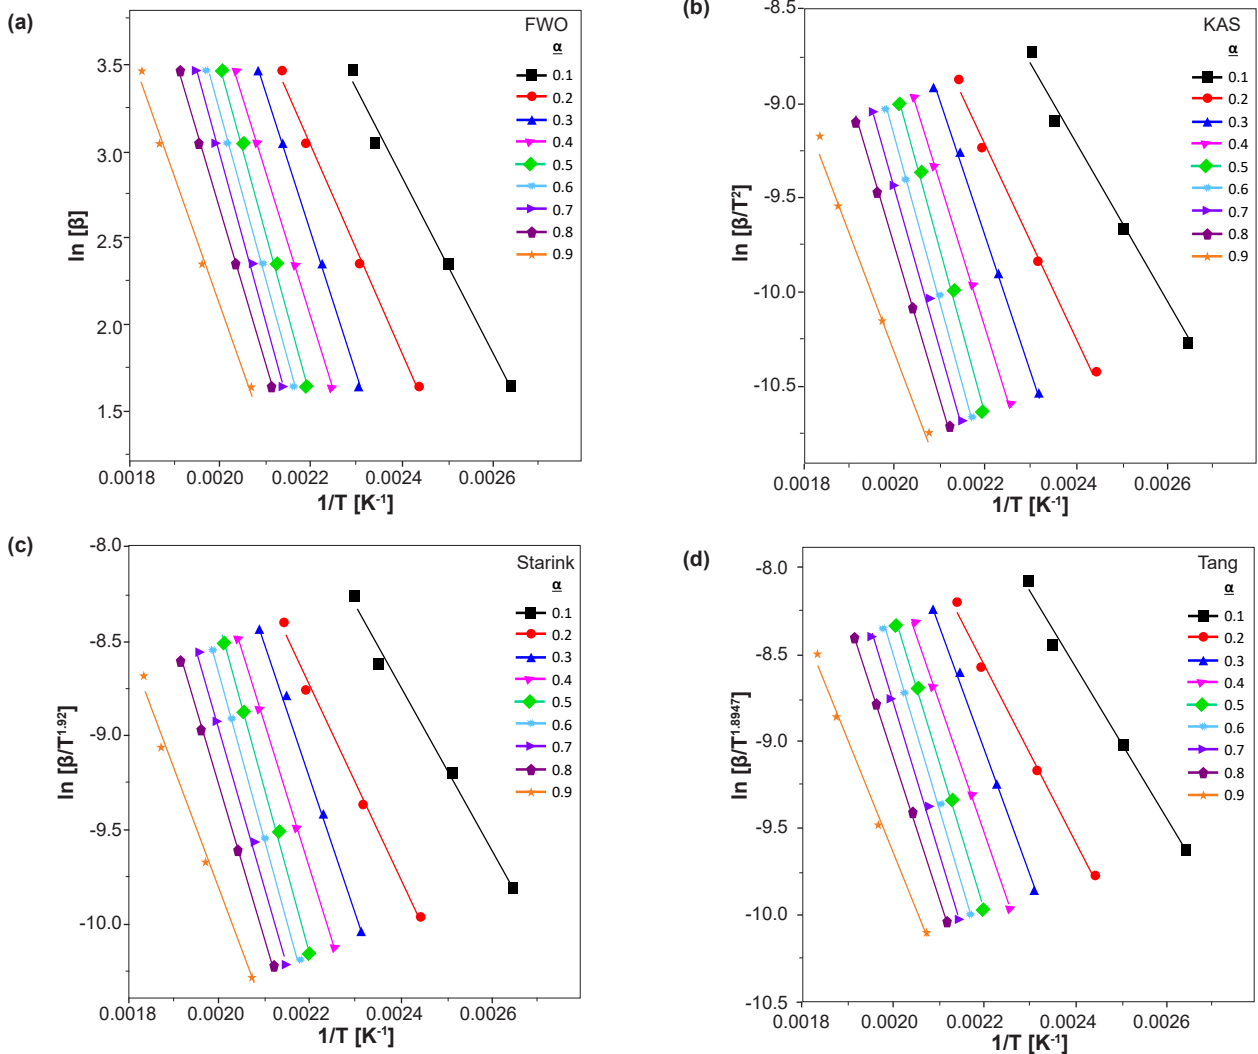 (a)
FWO
α
0.1
0.2
0.3
0.4
0.5
0.6
0.7
0.8
0.9
3.5
3.0
2.5
2.0
1.5
ln [β]
0.0018 0.0020 0.0022 0.0024 0.0026
1/T [K⁻¹]
(b)
KAS
α
0.1
0.2
0.3
0.4
0.5
0.6
0.7
0.8
0.9
-8.5
-9.0
-9.5
-10.0
-10.5
ln [β/T²]
0.0018 0.0020 0.0022 0.0024 0.0026
1/T [K⁻¹]
(c)
Starink
α
0.1
0.2
0.3
0.4
0.5
0.6
0.7
0.8
0.9
-8.0
-8.5
-9.0
-9.5
-10.0
ln [β/T¹·⁹²]
0.0018 0.0020 0.0022 0.0024 0.0026
1/T [K⁻¹]
(d)
Tang
α
0.1
0.2
0.3
0.4
0.5
0.6
0.7
0.8
0.9
-8.0
-8.5
-9.0
-9.5
-10.0
-10.5
ln [β/T¹·⁸⁹⁴⁷]
0.0018 0.0020 0.0022 0.0024 0.0026
1/T [K⁻¹]